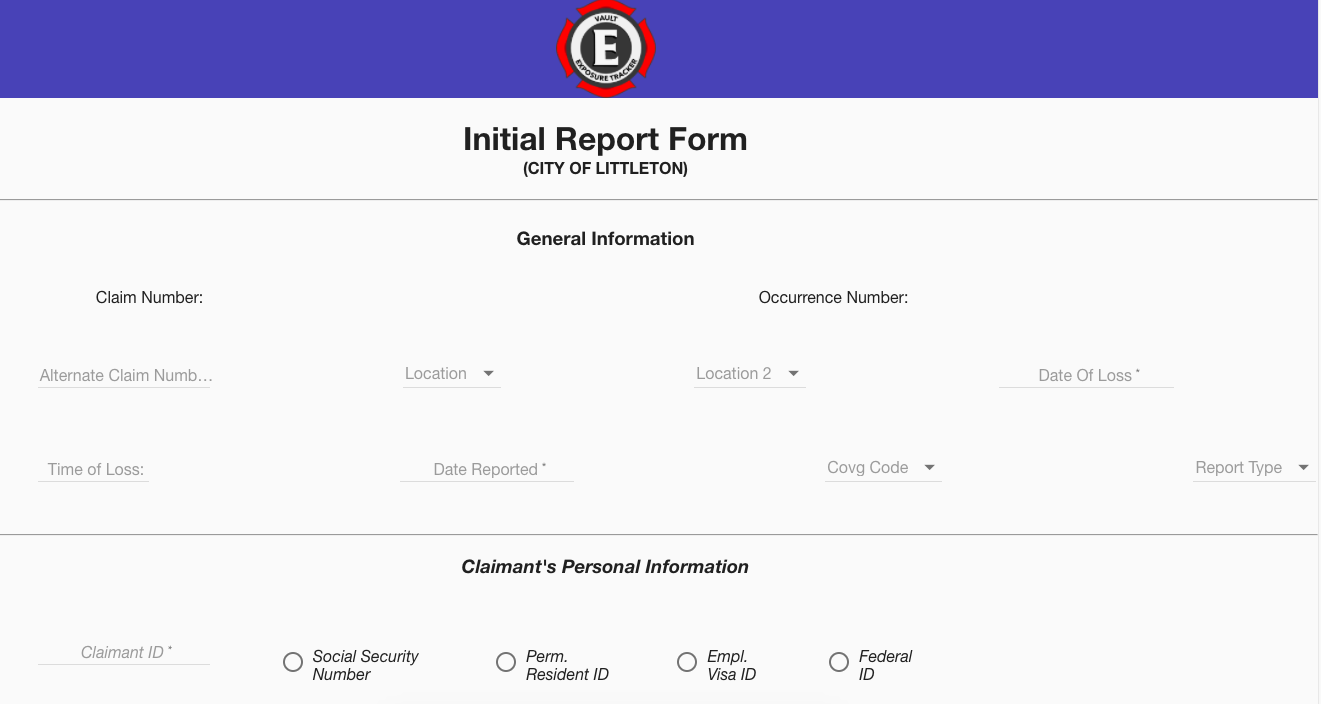 VAULT
E
EXPOSURE TRACKER
Initial Report Form
(CITY OF LITTLETON)
General Information
Claim Number:
Occurrence Number:
Alternate Claim Numb…
Location
Location 2
Date Of Loss *
Time of Loss:
Date Reported *
Covg Code
Report Type
Claimant's Personal Information
Claimant ID *
Social Security
Number
Perm.
Resident ID
Empl.
Visa ID
Federal
ID